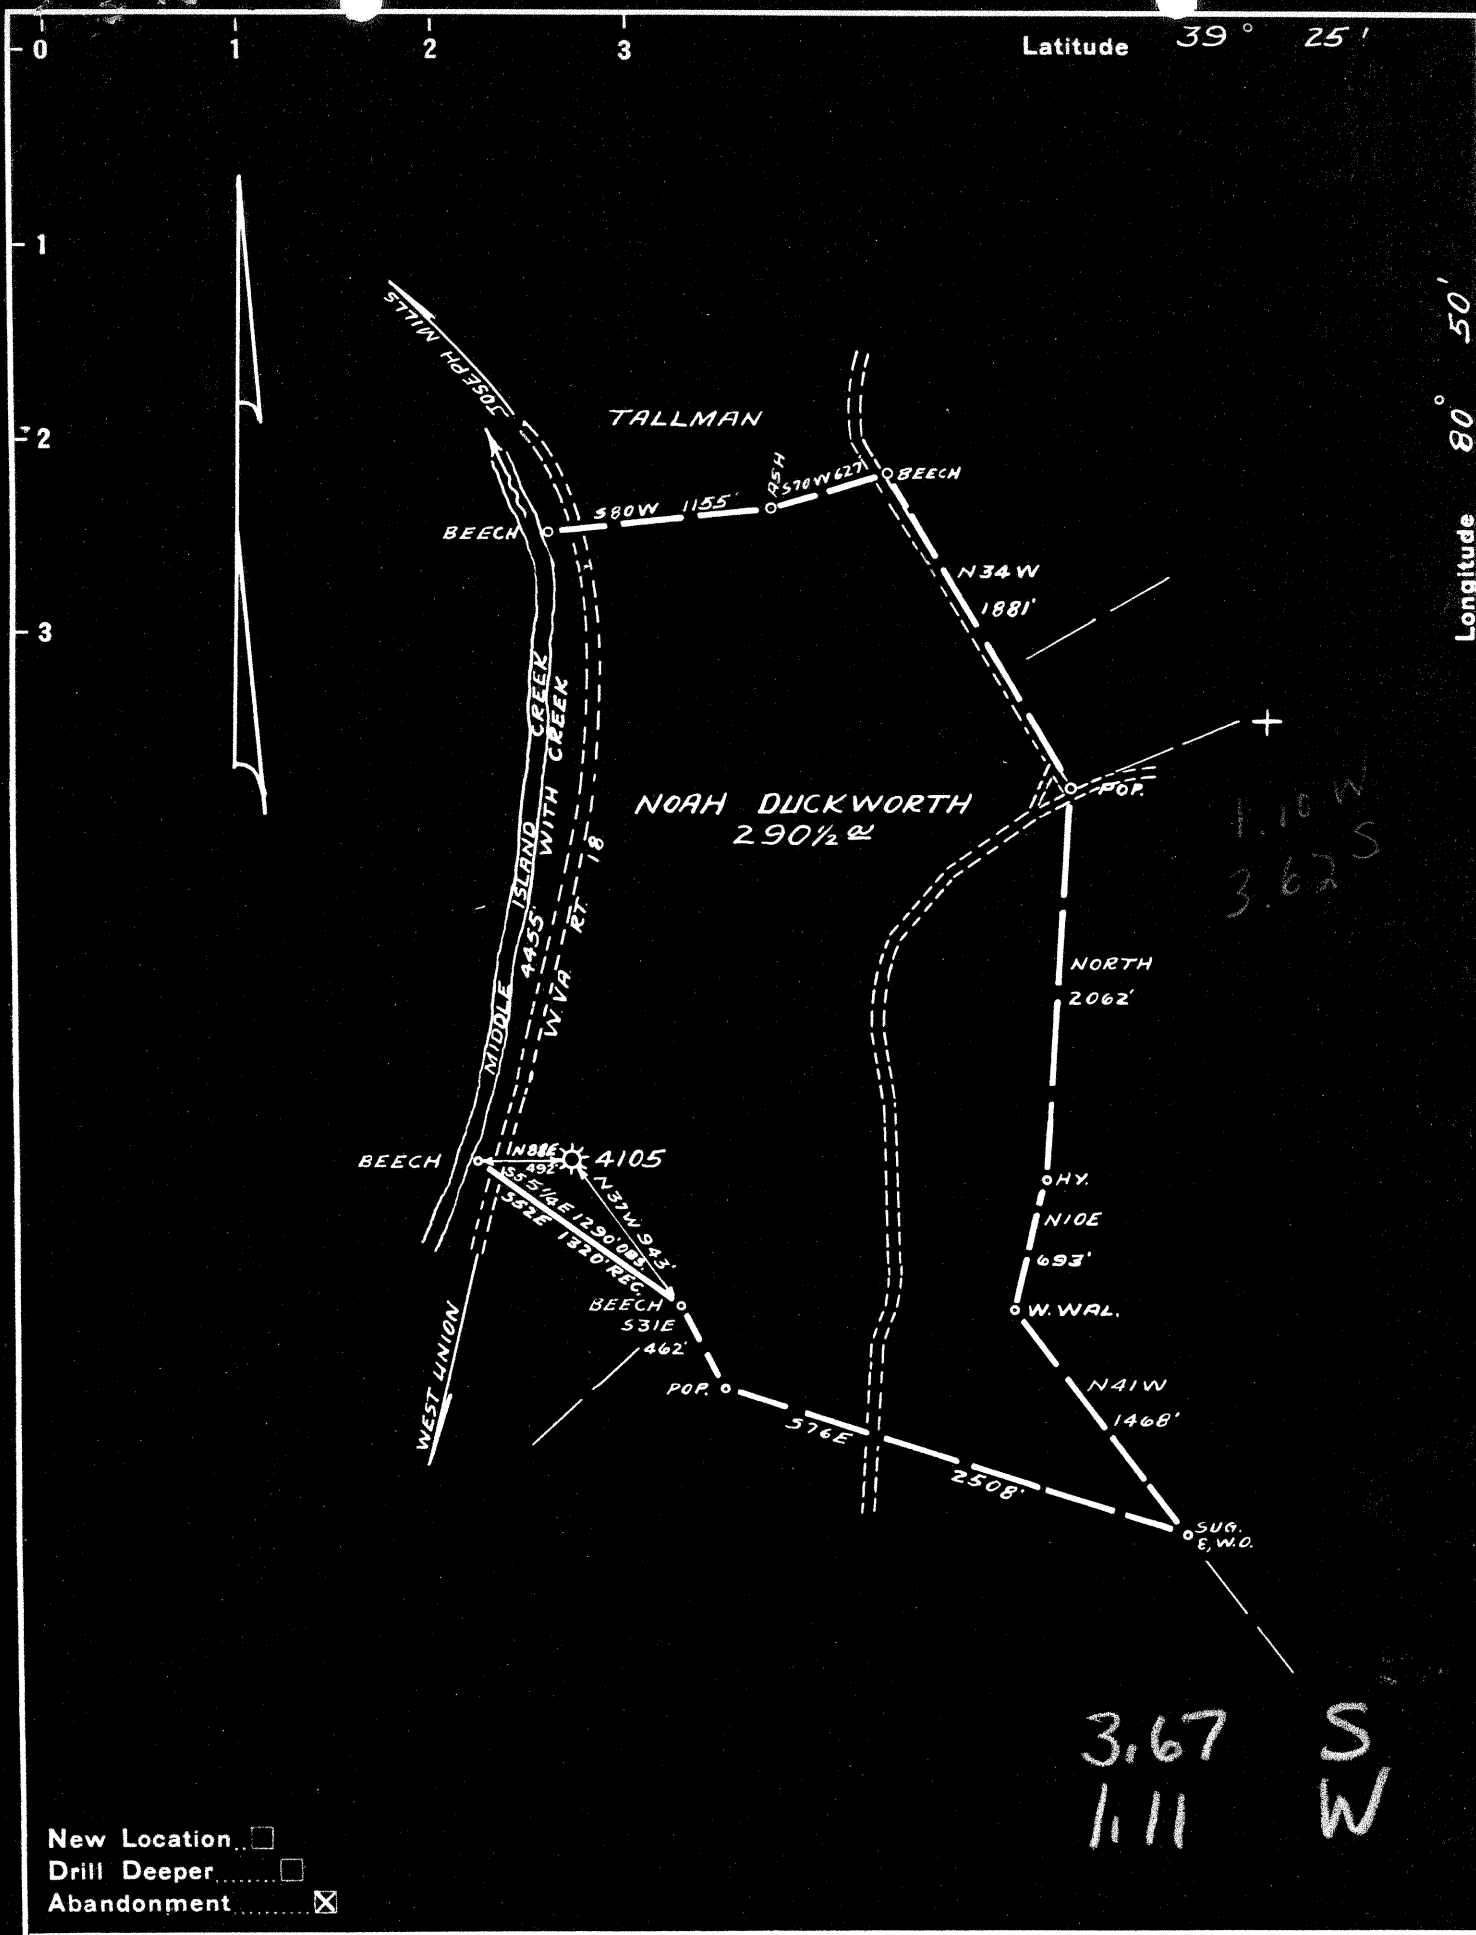 0 1 2 3 Latitude 39° 25'
1
2
3
Longitude 80° 50'
JOSEPH MILLS
TALLMAN
BEECH
S80W 1155'
ASH
S70W 627'
BEECH
N34W
1881'
POP.
MIDDLE ISLAND CREEK
4455' WITH CREEK
W.VA RT. 18
NOAH DUCKWORTH
290 1/2 a
1.10 W
3.62 S
NORTH
2062'
BEECH
N88E
492'
4105
S55 1/4E 1290' OBS.
S52E 1320' REC.
N37W 943'
HY.
N10E
693'
W. WAL.
BEECH
S31E
462'
WEST UNION
POP.
S76E
2508'
N41W
1468'
SUG.
E, W.O.
3.67 S
1.11 W
New Location..
Drill Deeper.......
Abandonment.........X